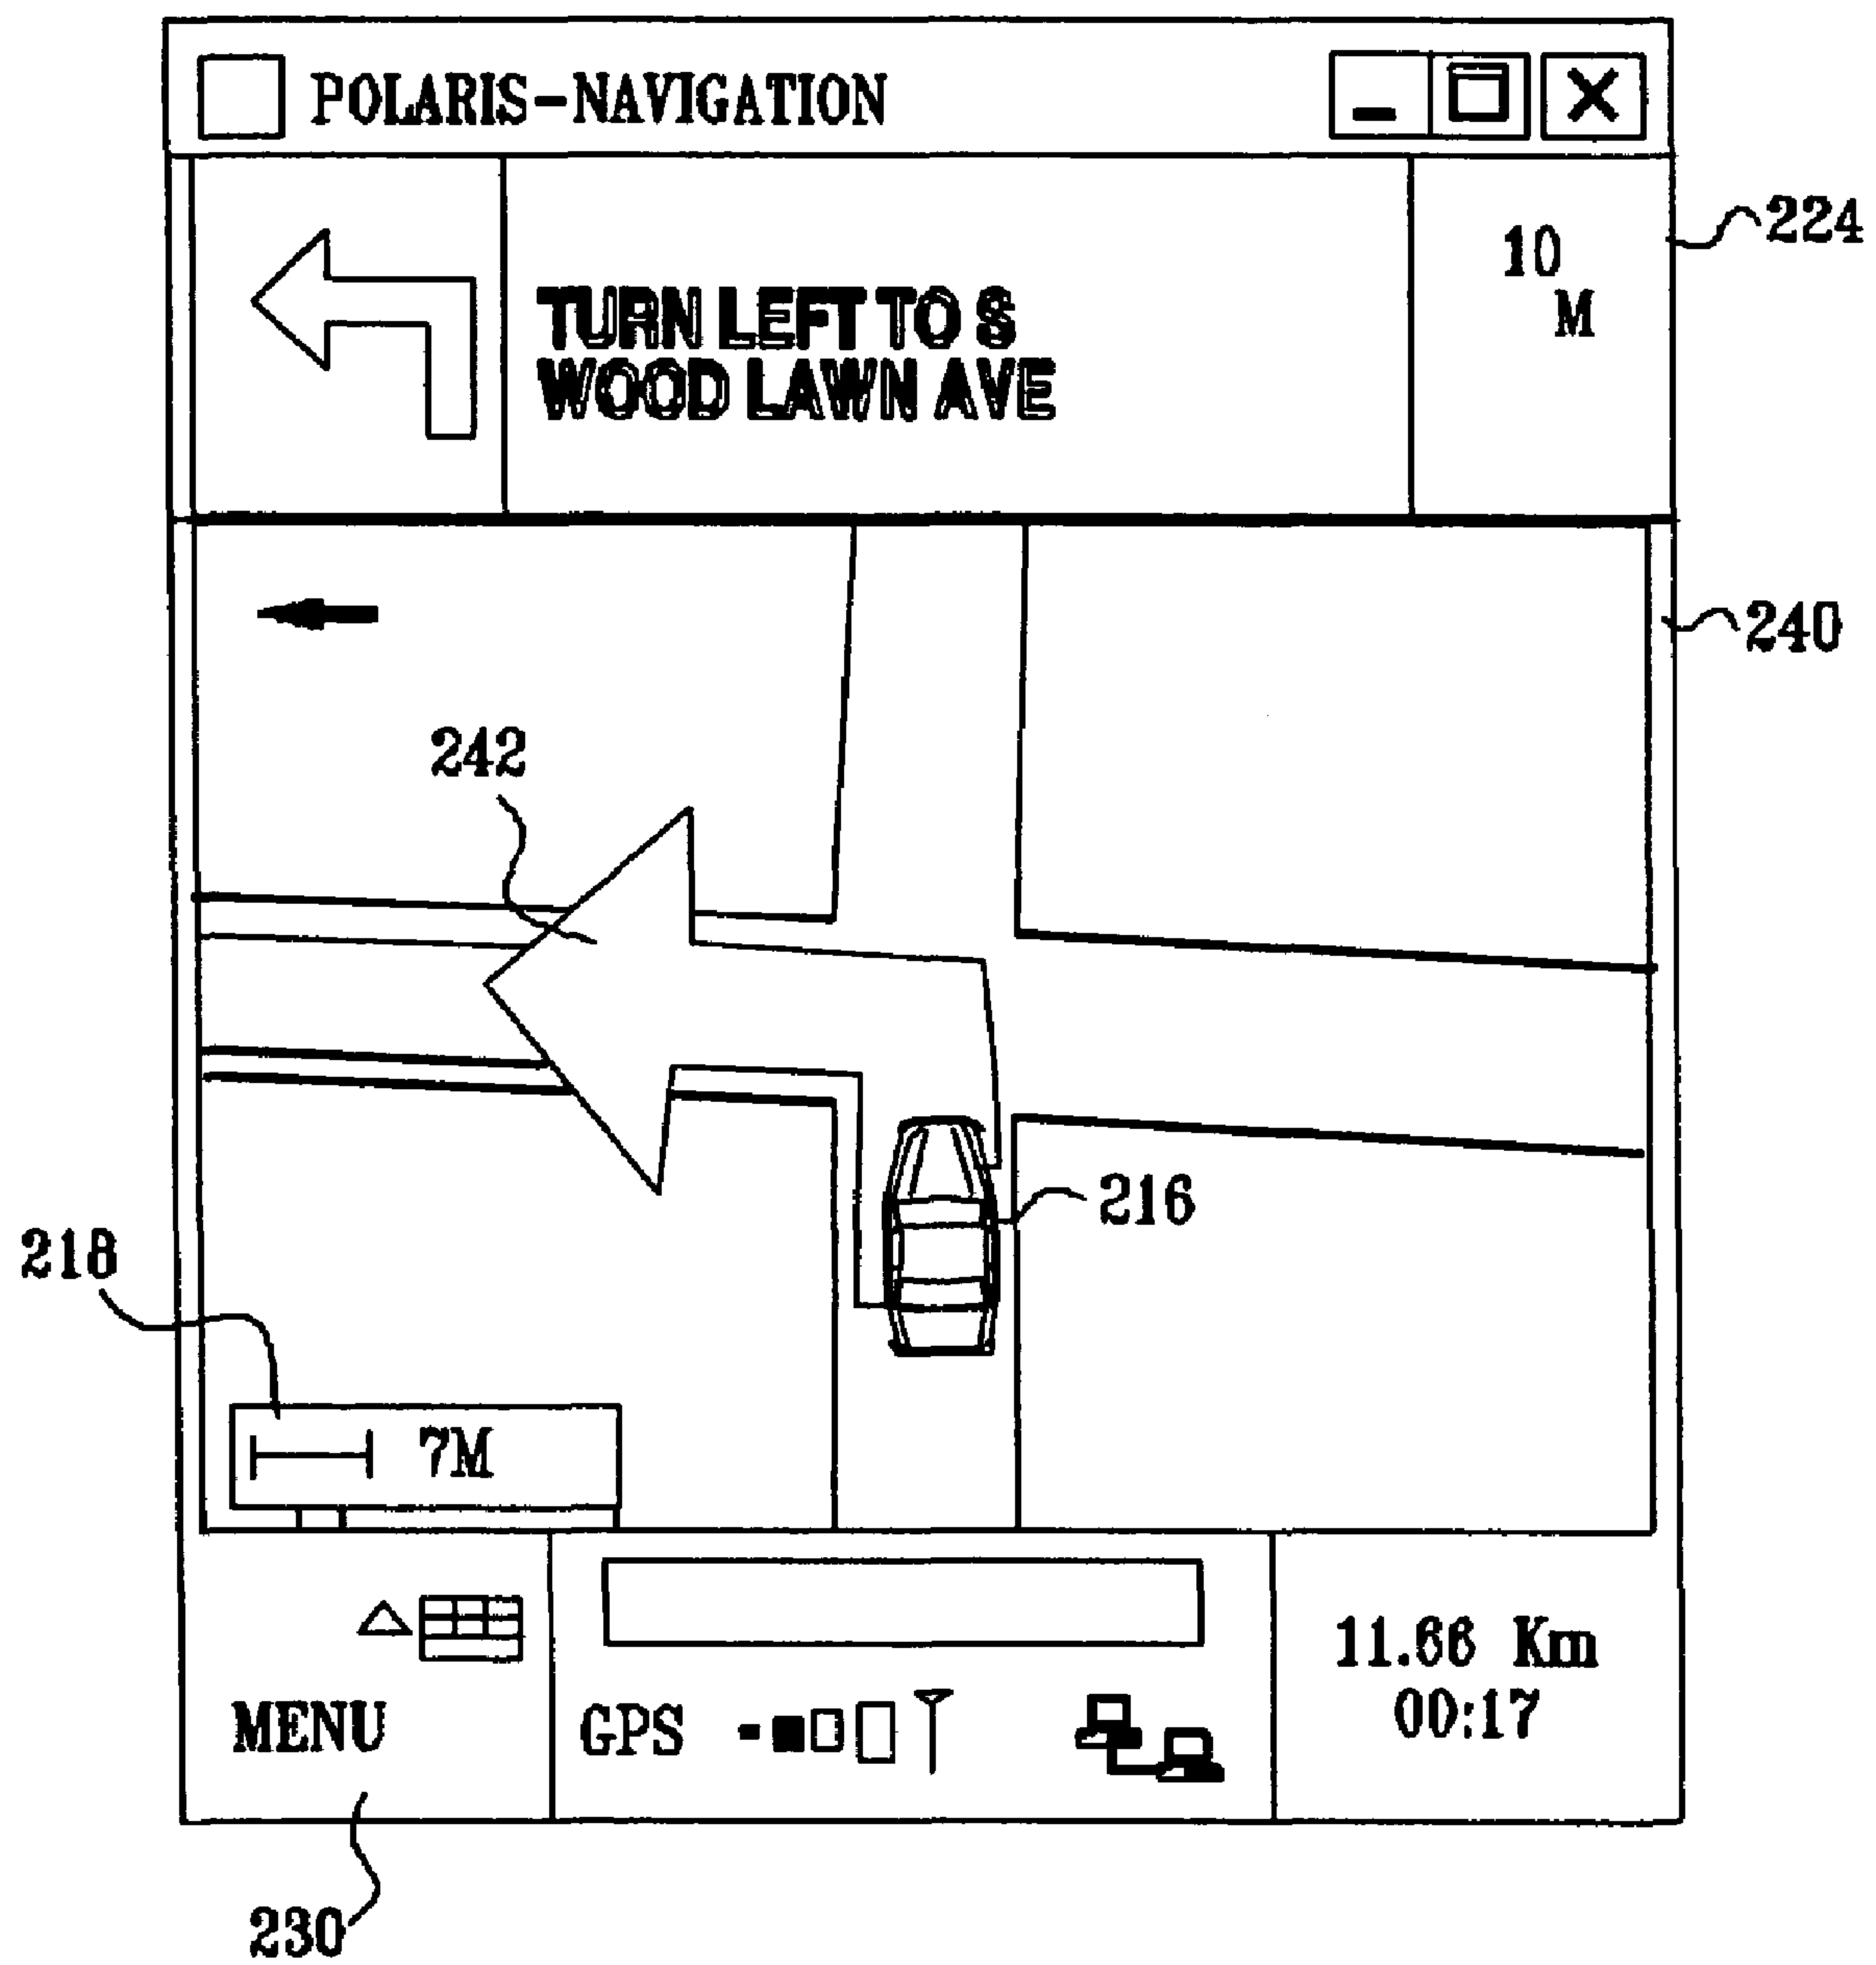 POLARIS-NAVIGATION
224
10
M
TURN LEFT TO S
WOOD LAWN AVE
240
242
216
218
7M
11.66 Km
00:17
MENU
GPS
230